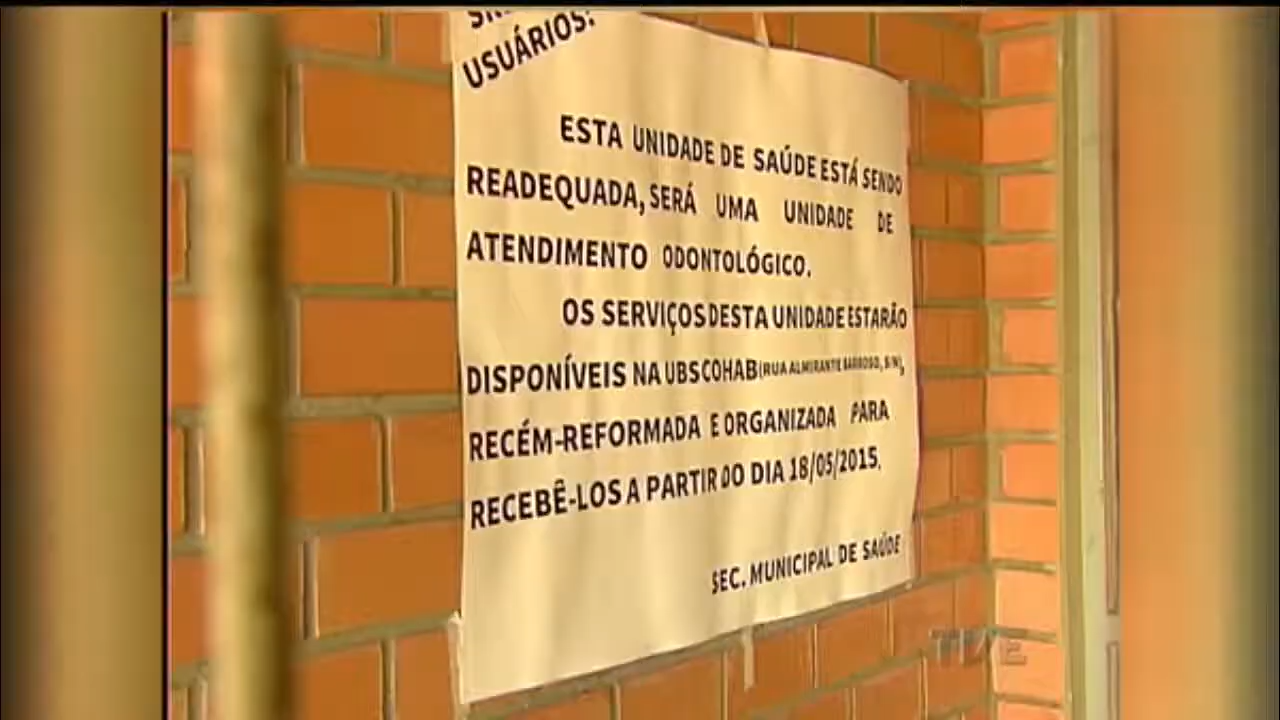 USUÁRIOS:
ESTA UNIDADE DE SAÚDE ESTÁ SENDO
READEQUADA, SERÁ UMA UNIDADE DE
ATENDIMENTO ODONTOLÓGICO.
OS SERVIÇOS DESTA UNIDADE ESTARÃO
DISPONÍVEIS NA UBS COHAB (RUA ALMIRANTE BARROSO, S/N),
RECÉM-REFORMADA E ORGANIZADA PARA
RECEBÊ-LOS A PARTIR DO DIA 18/05/2015.
SEC. MUNICIPAL DE SAÚDE
TVE